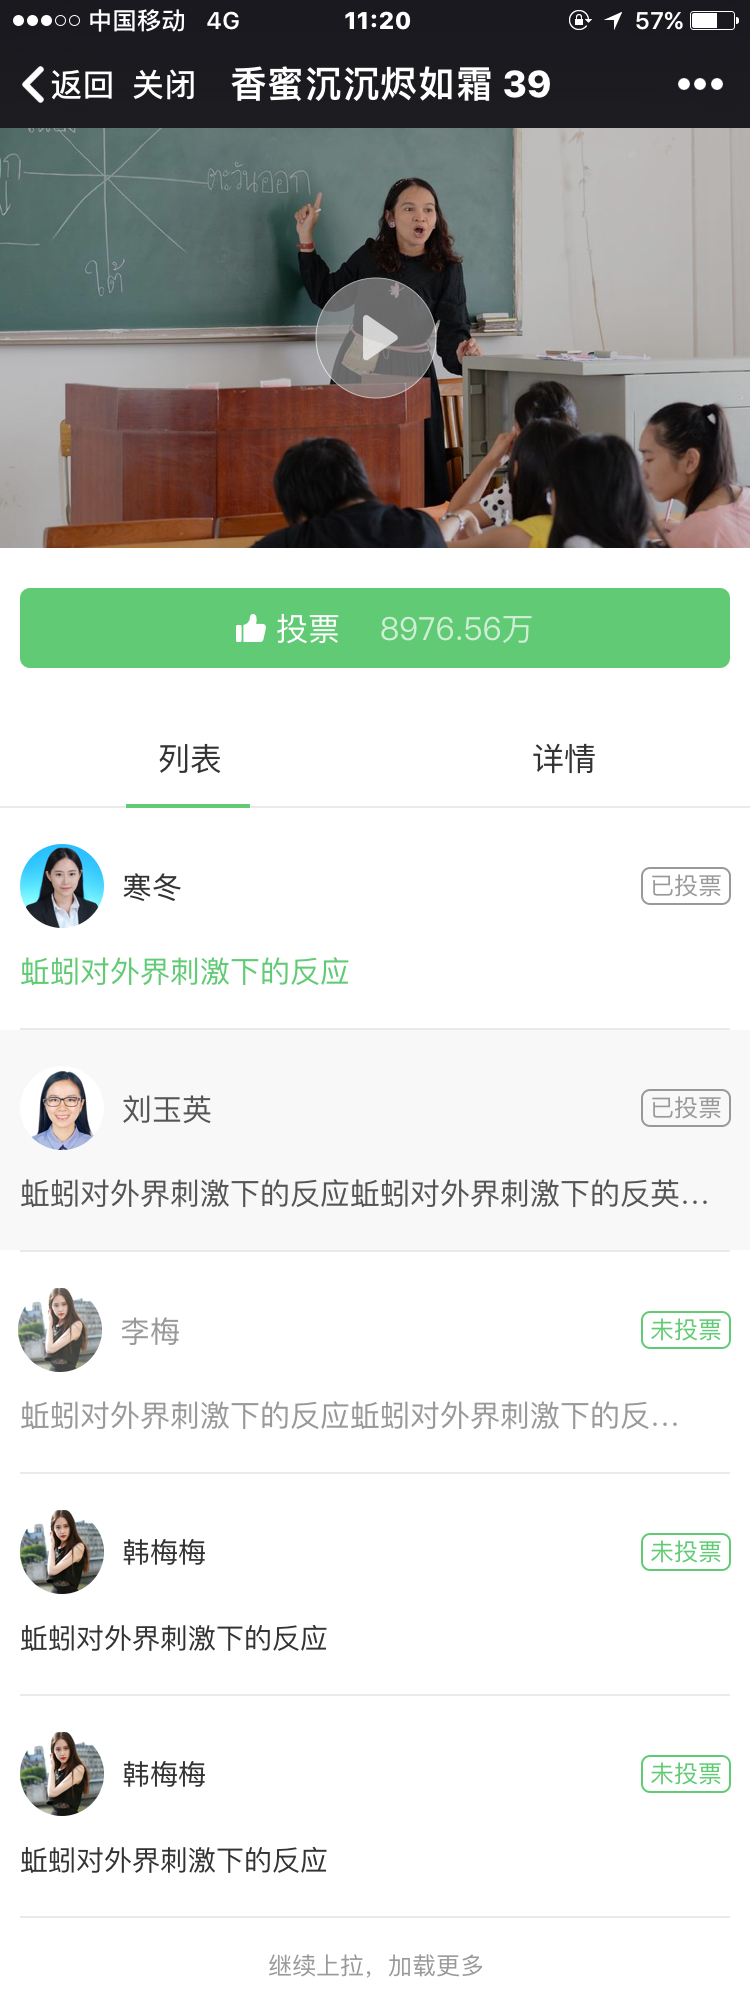 中国移动 4G 11:20 57%
返回 关闭 香蜜沉沉烬如霜 39
ตะวันออก
ใต้
投票 8976.56万
列表 详情
寒冬 已投票
蚯蚓对外界刺激下的反应
刘玉英 已投票
蚯蚓对外界刺激下的反应蚯蚓对外界刺激下的反英...
李梅 未投票
蚯蚓对外界刺激下的反应蚯蚓对外界刺激下的反...
韩梅梅 未投票
蚯蚓对外界刺激下的反应
韩梅梅 未投票
蚯蚓对外界刺激下的反应
继续上拉，加载更多